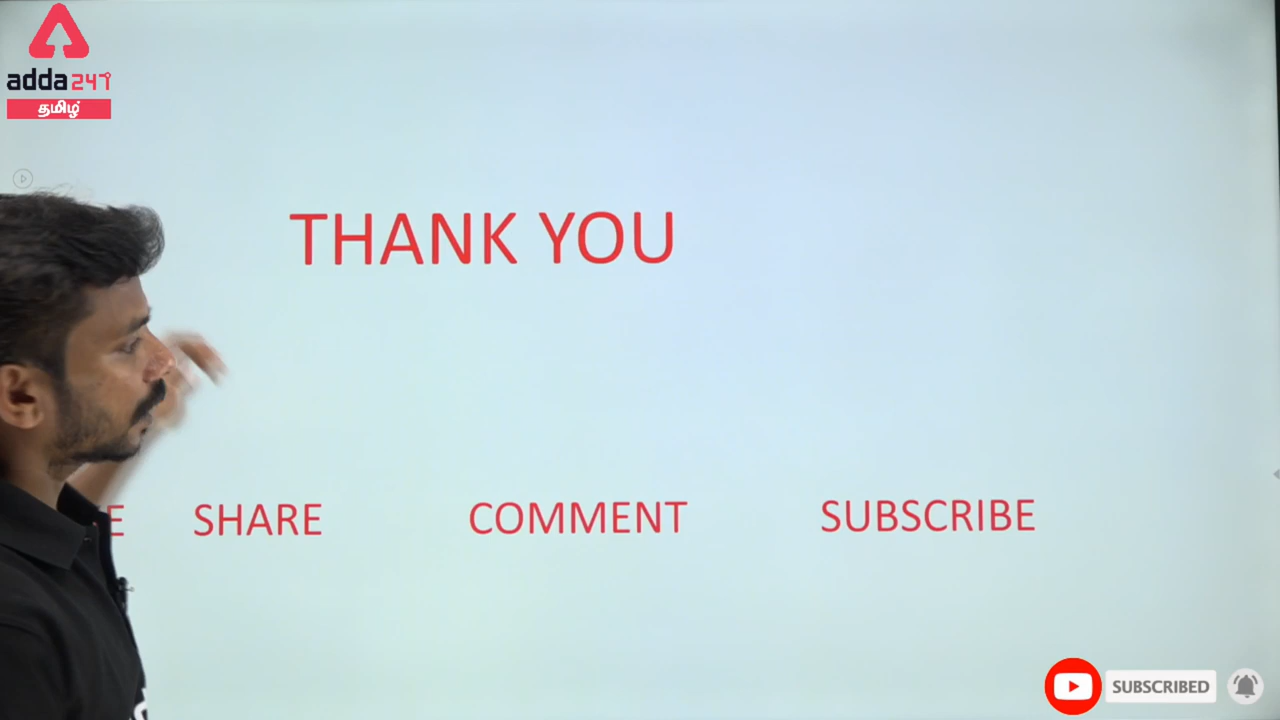 adda247
தமிழ்
THANK YOU
E SHARE COMMENT SUBSCRIBE
SUBSCRIBED